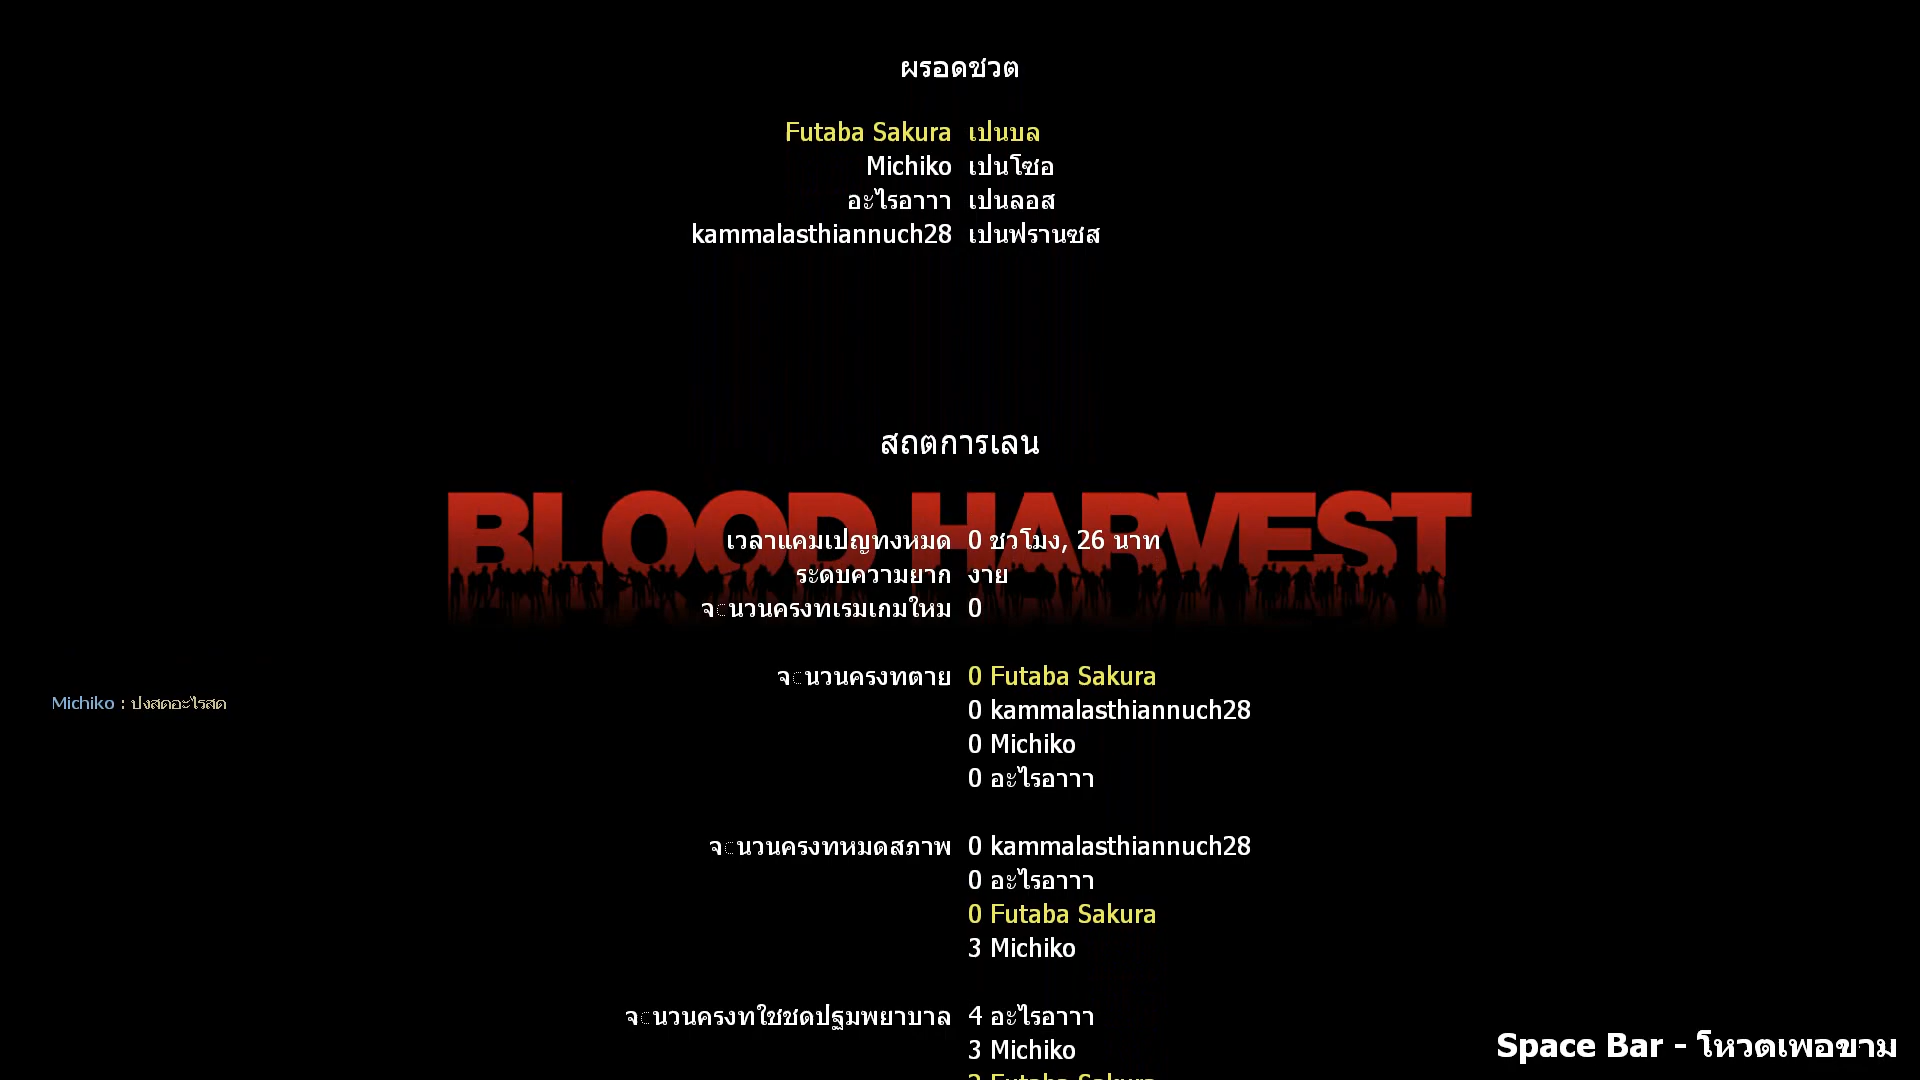 ผรอดชวต
Futaba Sakura เปนบล
Michiko เปนโซอ
อะไรอาาา เปนลอส
kammalasthiannuch28 เปนฟรานซส
สถตการเลน
BLOOD HARVEST
เวลาแคมเปญทงหมด 0 ชวโมง, 26 นาท
ระดบความยาก งาย
จํนวนครงทเรมเกมใหม 0
จํนวนครงทตาย 0 Futaba Sakura
0 kammalasthiannuch28
Michiko : ปงสดอะไรสด
0 Michiko
0 อะไรอาาา
จํนวนครงทหมดสภาพ 0 kammalasthiannuch28
0 อะไรอาาา
0 Futaba Sakura
3 Michiko
จํนวนครงทใชชดปฐมพยาบาล 4 อะไรอาาา
3 Michiko
Futaba Sakura
Space Bar - โหวตเพอขาม